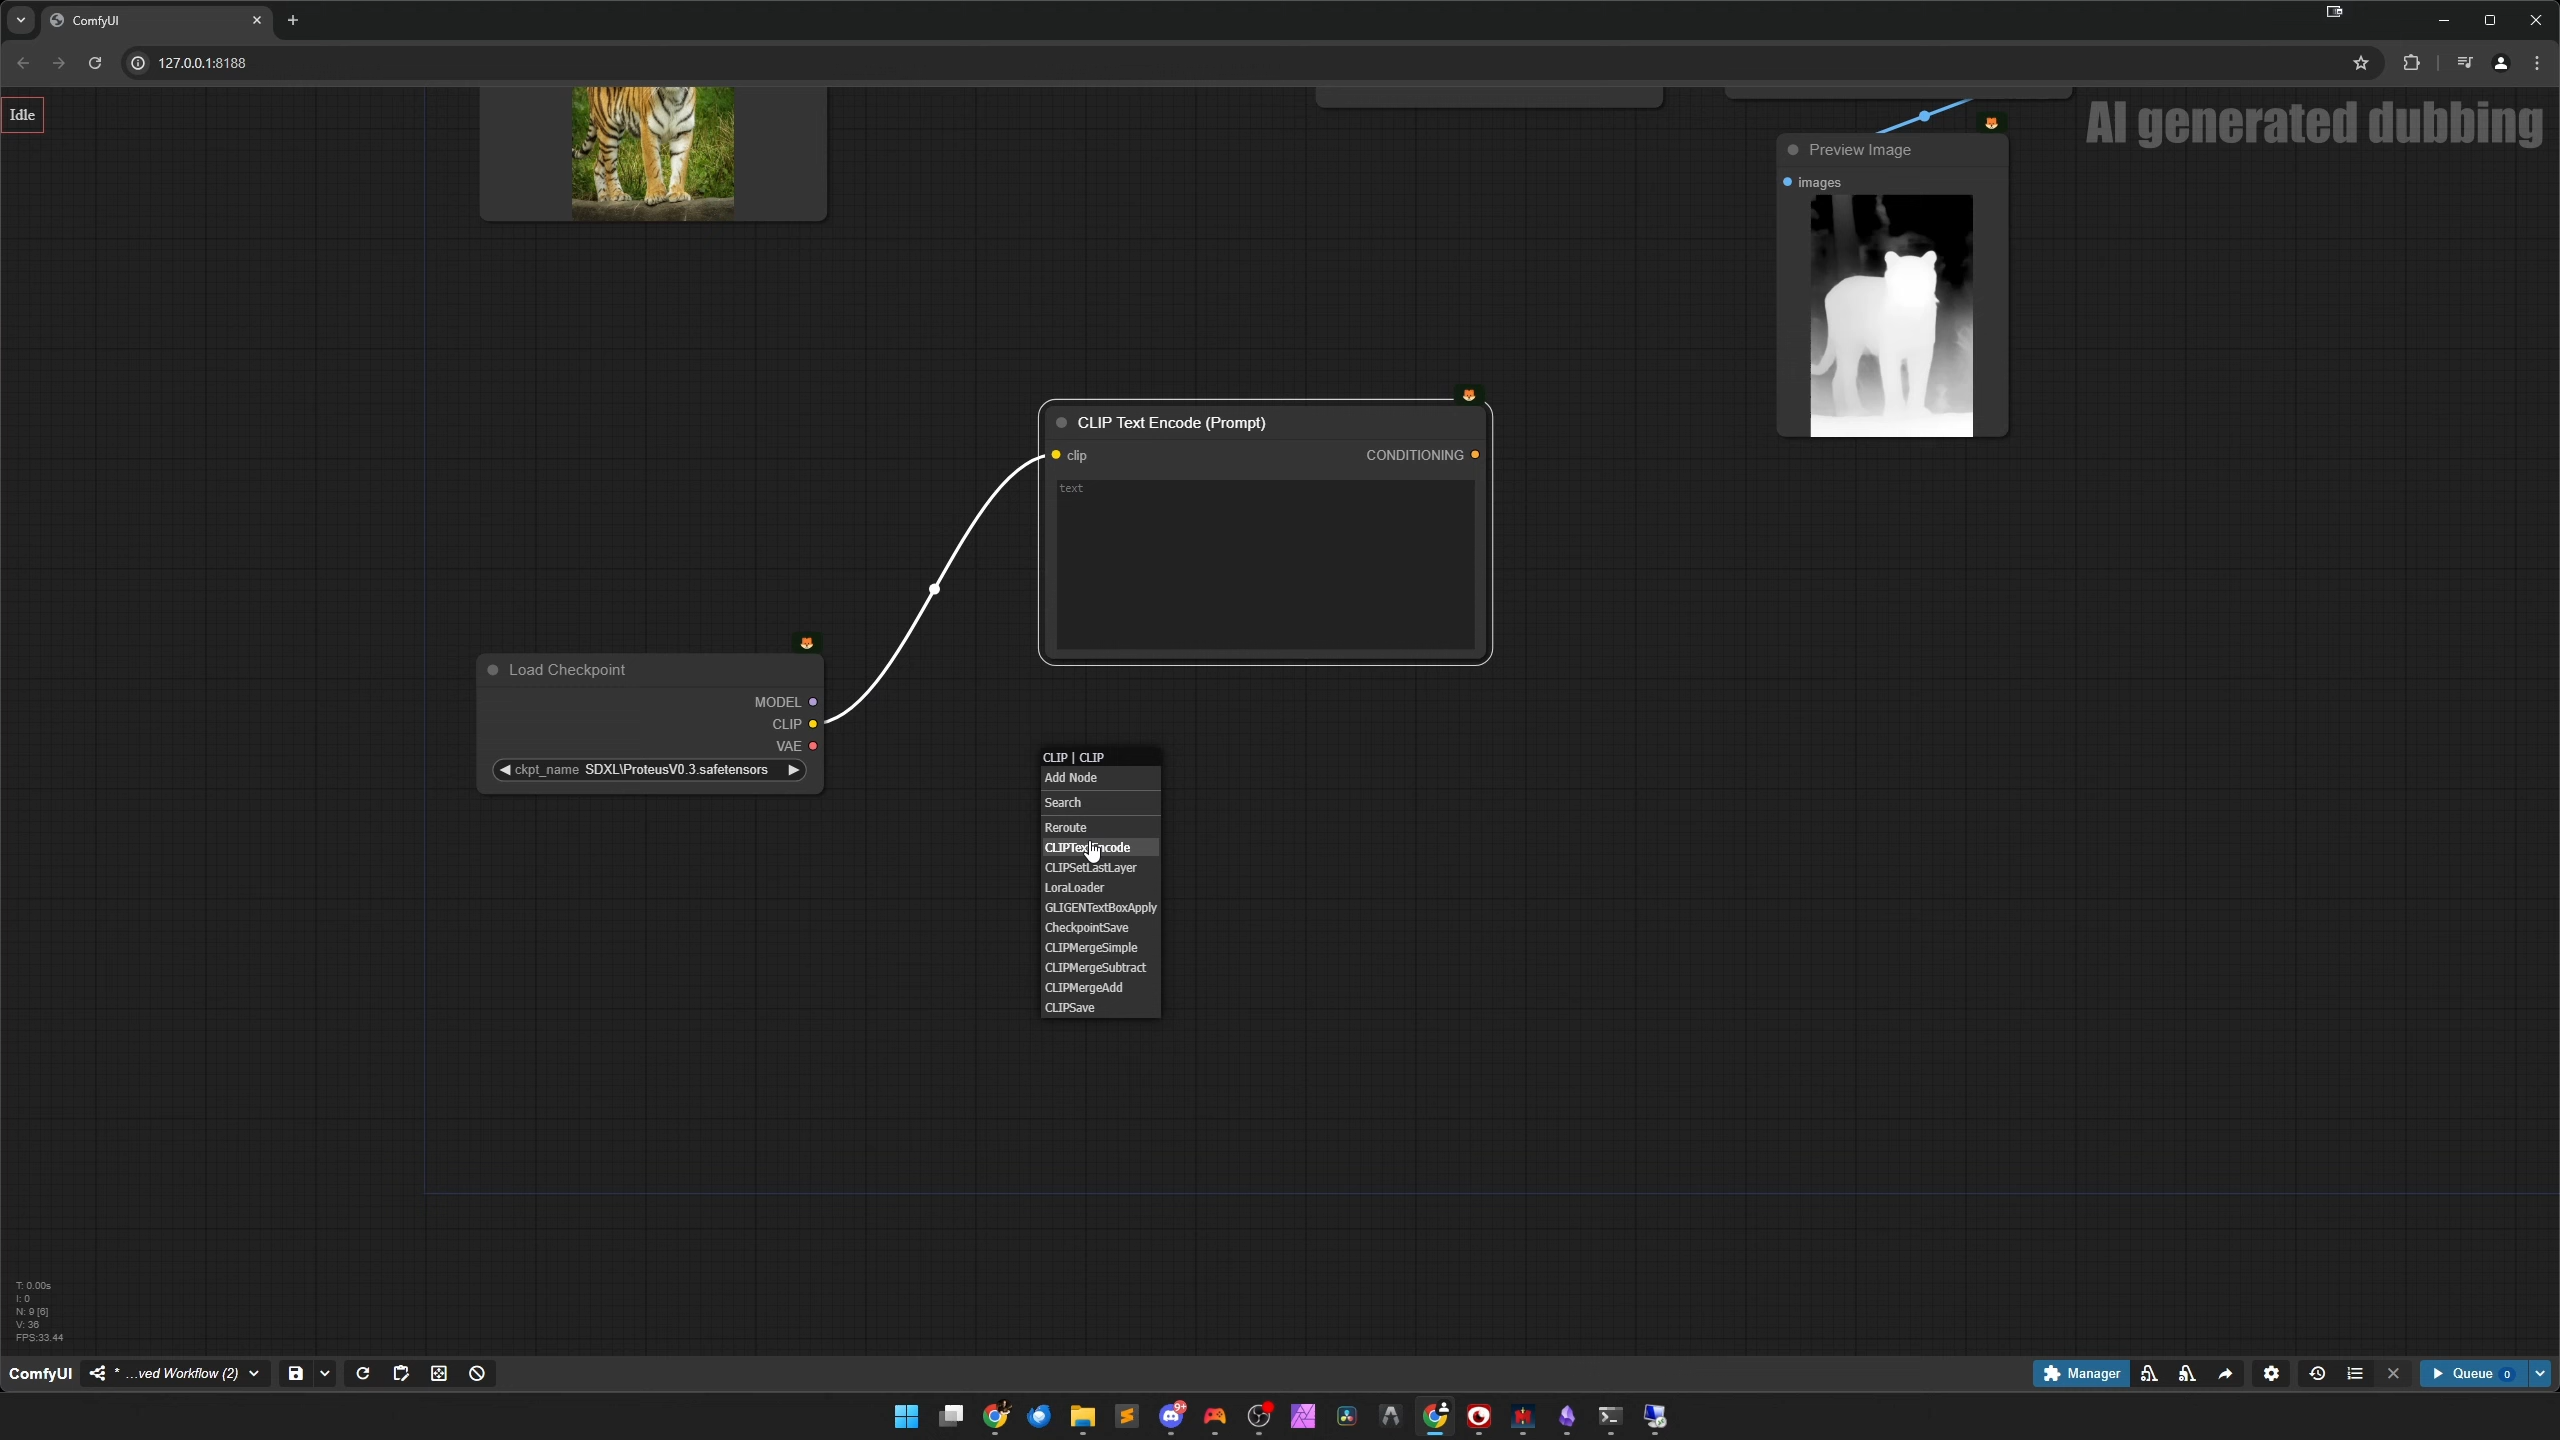 ComfyUI
127.0.0.1:8188
Idle
AI generated dubbing
Preview Image
images
CLIP Text Encode (Prompt)
clip
CONDITIONING
text
Load Checkpoint
MODEL
CLIP
VAE
ckpt_name SDXL\ProteusV0.3.safetensors
CLIP | CLIP
Add Node
Search
Reroute
CLIPTextEncode
CLIPSetLastLayer
LoraLoader
GLIGENTextBoxApply
CheckpointSave
CLIPMergeSimple
CLIPMergeSubtract
CLIPMergeAdd
CLIPSave
T: 0.00s
I: 0
N: 9 [6]
V: 36
FPS:33.44
ComfyUI
* ...ved Workflow (2)
Manager
Queue 0
9+